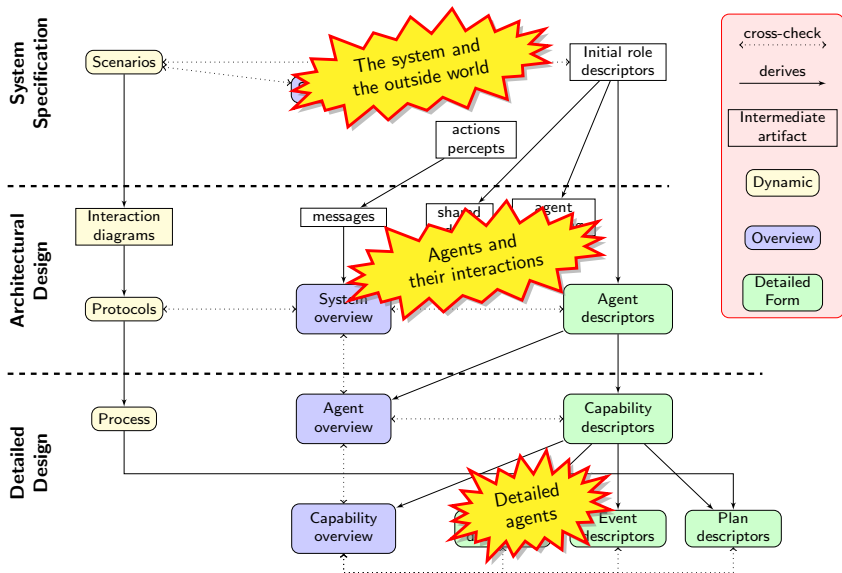 System
Specification
Scenarios
The system and
the outside world
Initial role
descriptors
actions
percepts
Architectural
Design
Interaction
diagrams
messages
shared
agent
Agents and
their interactions
Protocols
System
overview
Agent
descriptors
Detailed
Design
Process
Agent
overview
Capability
descriptors
Detailed
agents
Capability
overview
Event
descriptors
Plan
descriptors
cross-check
derives
Intermediate
artifact
Dynamic
Overview
Detailed
Form